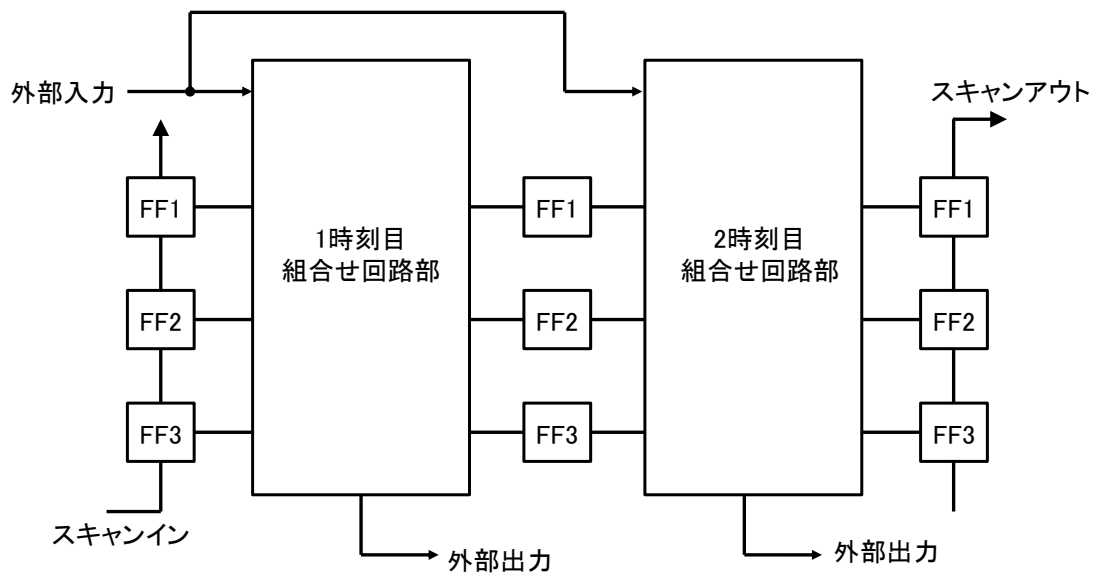 外部入力
スキャンアウト
FF1
FF1
FF1
1時刻目
組合せ回路部
2時刻目
組合せ回路部
FF2
FF2
FF2
FF3
FF3
FF3
スキャンイン
外部出力
外部出力